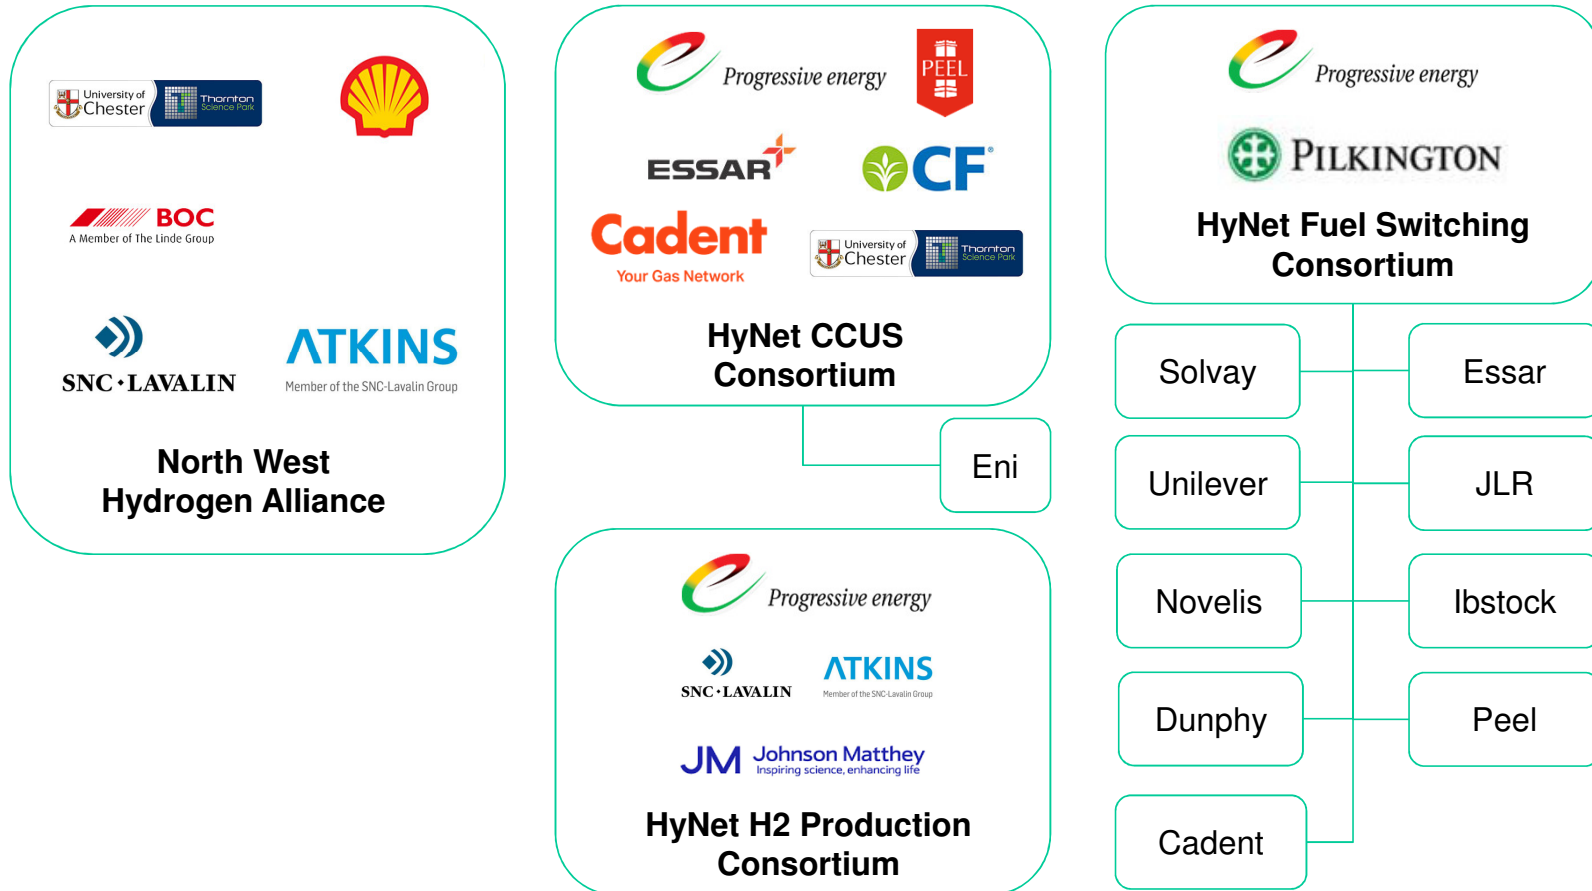 University of
Chester
Thornton
Science Park
BOC
A Member of The Linde Group
SNC·LAVALIN
ATKINS
Member of the SNC-Lavalin Group
North West
Hydrogen Alliance
Progressive energy
PEEL
ESSAR
CF
Cadent
Your Gas Network
University of
Chester
Thornton
Science Park
HyNet CCUS
Consortium
Eni
Progressive energy
SNC·LAVALIN
ATKINS
Member of the SNC-Lavalin Group
JM Johnson Matthey
Inspiring science, enhancing life
HyNet H2 Production
Consortium
Progressive energy
PILKINGTON
HyNet Fuel Switching
Consortium
Solvay
Essar
Unilever
JLR
Novelis
Ibstock
Dunphy
Peel
Cadent